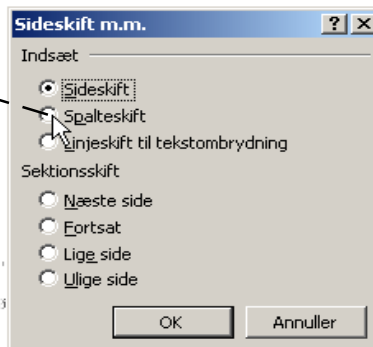 Sideskift m.m.
Indsæt
Sideskift
Spalteskift
Linjeskift til tekstombrydning
Sektionsskift
Næste side
Fortsat
Lige side
Ulige side
OK Annuller